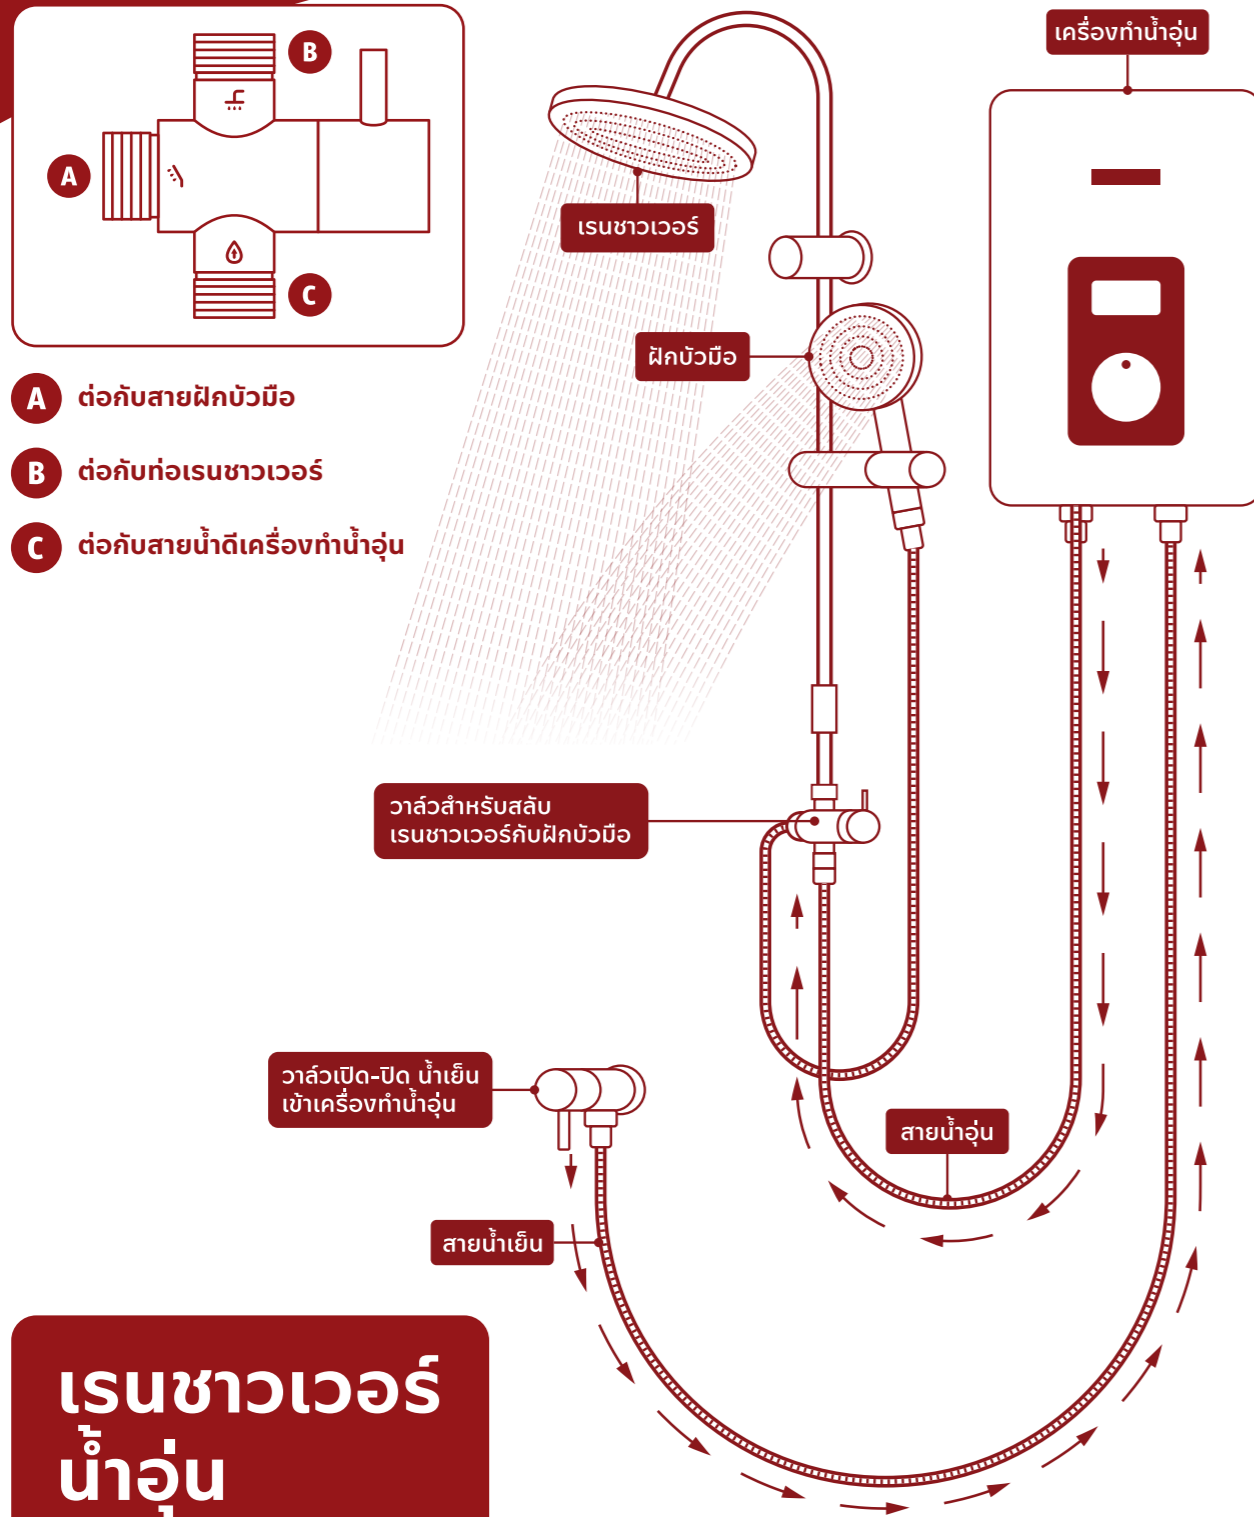 B
A
C
A ต่อกับสายฝักบัวมือ
B ต่อกับท่อเรนชาวเวอร์
C ต่อกับสายน้ำดีเครื่องทำน้ำอุ่น
เครื่องทำน้ำอุ่น
เรนชาวเวอร์
ฝักบัวมือ
วาล์วสำหรับสลับ
เรนชาวเวอร์กับฝักบัวมือ
วาล์วเปิด-ปิด น้ำเย็น
เข้าเครื่องทำน้ำอุ่น
สายน้ำอุ่น
สายน้ำเย็น
เรนชาวเวอร์
น้ำอุ่น